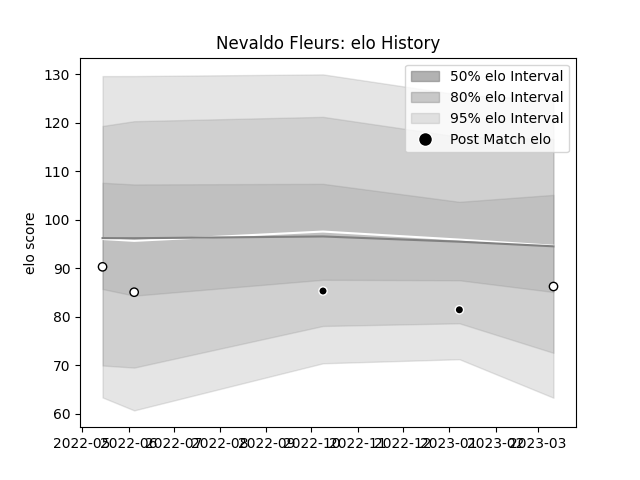 Nevaldo Fleurs: elo History
130
120
110
100
90
80
70
60
elo score
50% elo Interval
80% elo Interval
95% elo Interval
Post Match elo
2022-05 2022-06 2022-07 2022-08 2022-09 2022-10 2022-11 2022-12 2023-01 2023-02 2023-03